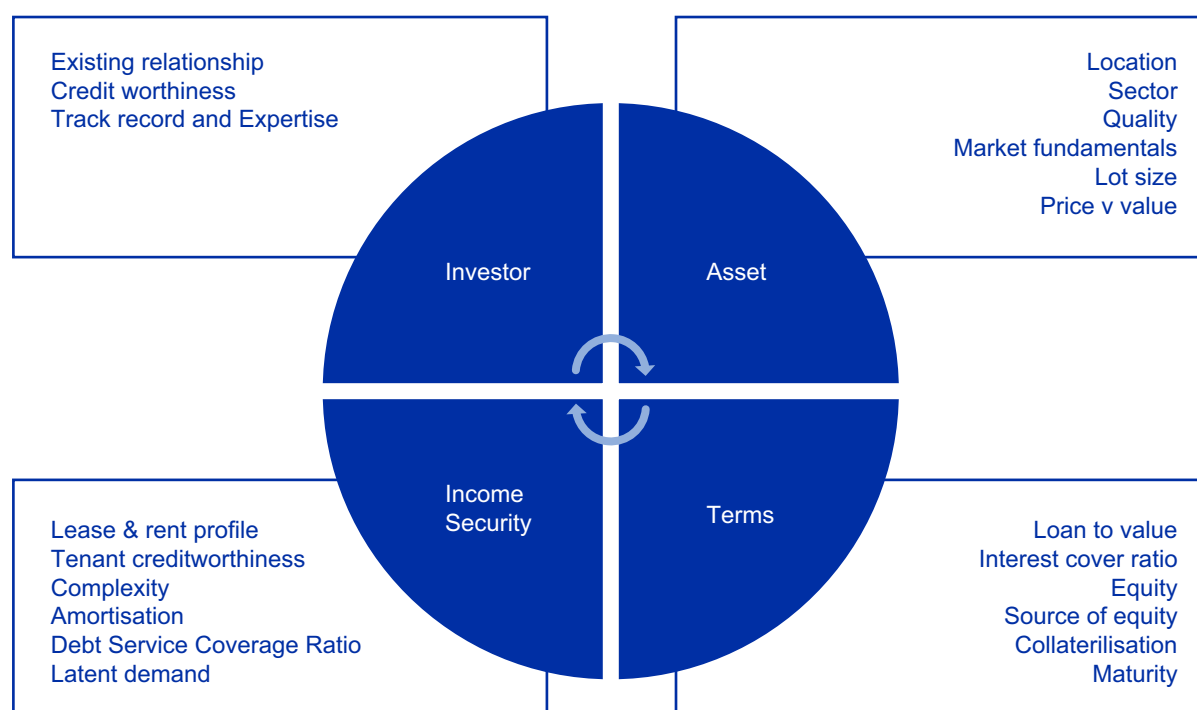 Existing relationship
Credit worthiness
Track record and Expertise
Location
Sector
Quality
Market fundamentals
Lot size
Price v value
Investor
Asset
Income
Security
Terms
Lease & rent profile
Tenant creditworthiness
Complexity
Amortisation
Debt Service Coverage Ratio
Latent demand
Loan to value
Interest cover ratio
Equity
Source of equity
Collaterilisation
Maturity